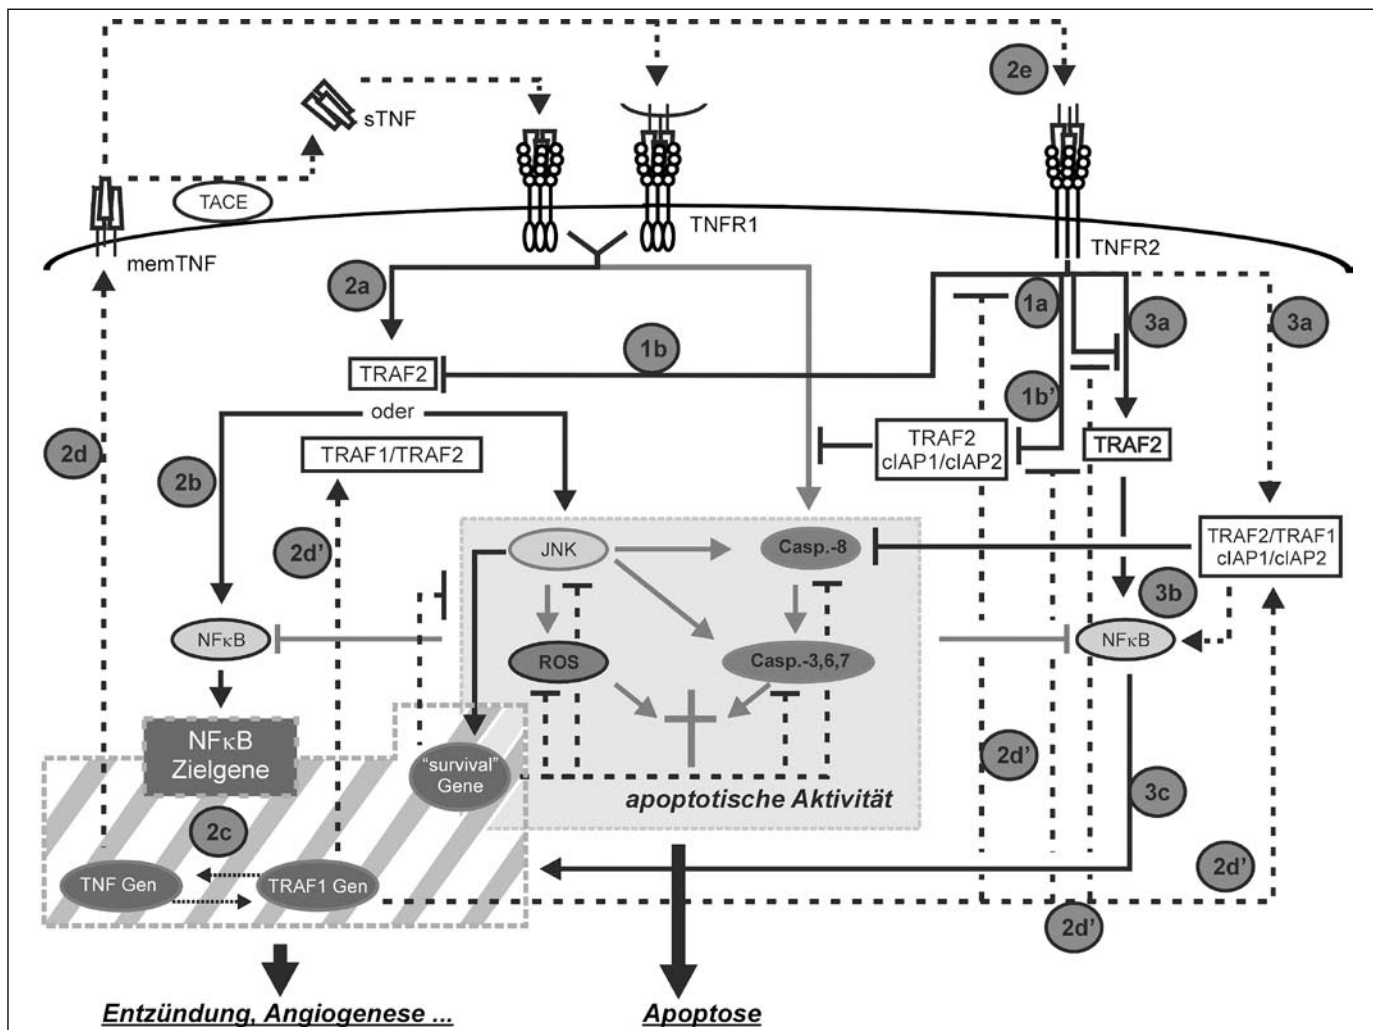 2e
sTNF
TACE
TNFR1
memTNF
TNFR2
2a
1a
3a
3a
1b
TRAF2
1b’
oder
TRAF1/TRAF2
TRAF2
cIAP1/cIAP2
TRAF2
2d
2b
2d’
JNK
Casp.-8
TRAF2/TRAF1
cIAP1/cIAP2
3b
NFκB
ROS
Casp.-3,6,7
NFκB
NFκB
Zielgene
"survival"
Gene
2d’
apoptotische Aktivität
3c
2c
TNF Gen
TRAF1 Gen
2d’
2d’
Entzündung, Angiogenese ...
Apoptose